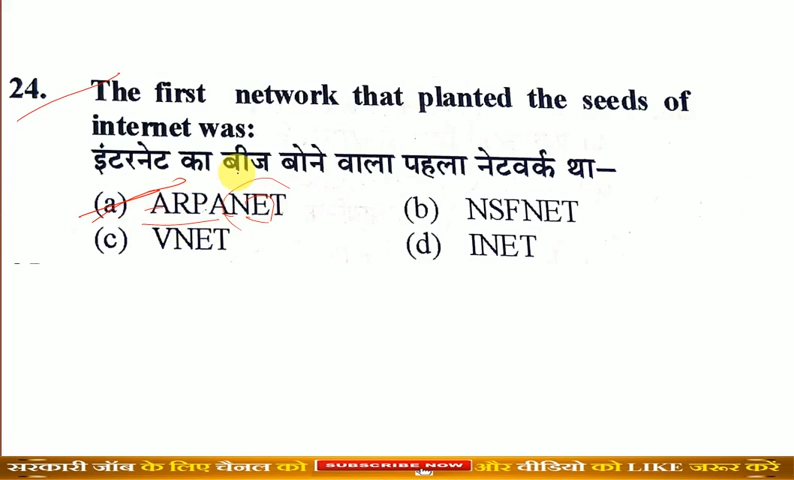 24. The first network that planted the seeds of
internet was:
इंटरनेट का बीज बोने वाला पहला नेटवर्क था–
(a) ARPANET (b) NSFNET
(c) VNET (d) INET
सरकारी जॉब के लिए चैनल को SUBSCRIBE NOW और वीडियो को LIKE जरूर करें